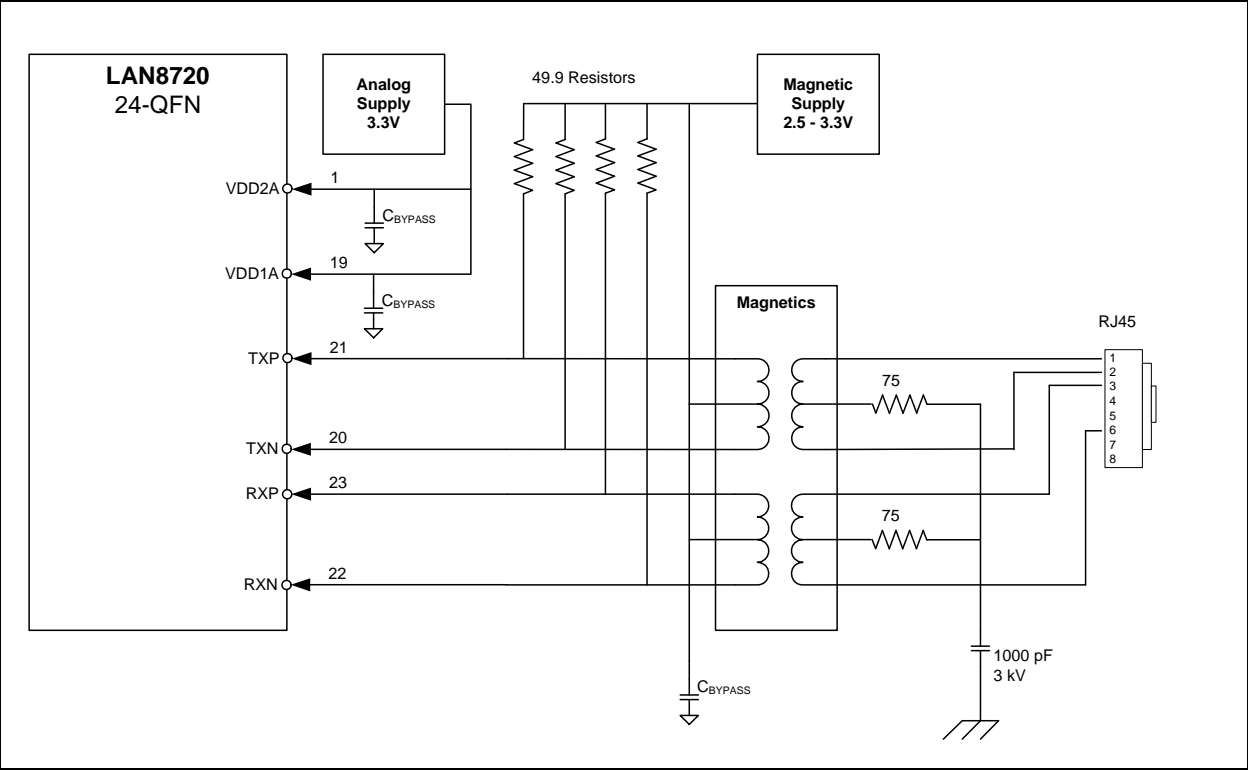 LAN8720
24-QFN
Analog
Supply
3.3V
49.9 Resistors
Magnetic
Supply
2.5 - 3.3V
VDD2A
1
CBYPASS
VDD1A
19
CBYPASS
Magnetics
RJ45
TXP
21
75
1
2
3
4
5
6
7
8
TXN
20
RXP
23
75
RXN
22
1000 pF
3 kV
CBYPASS